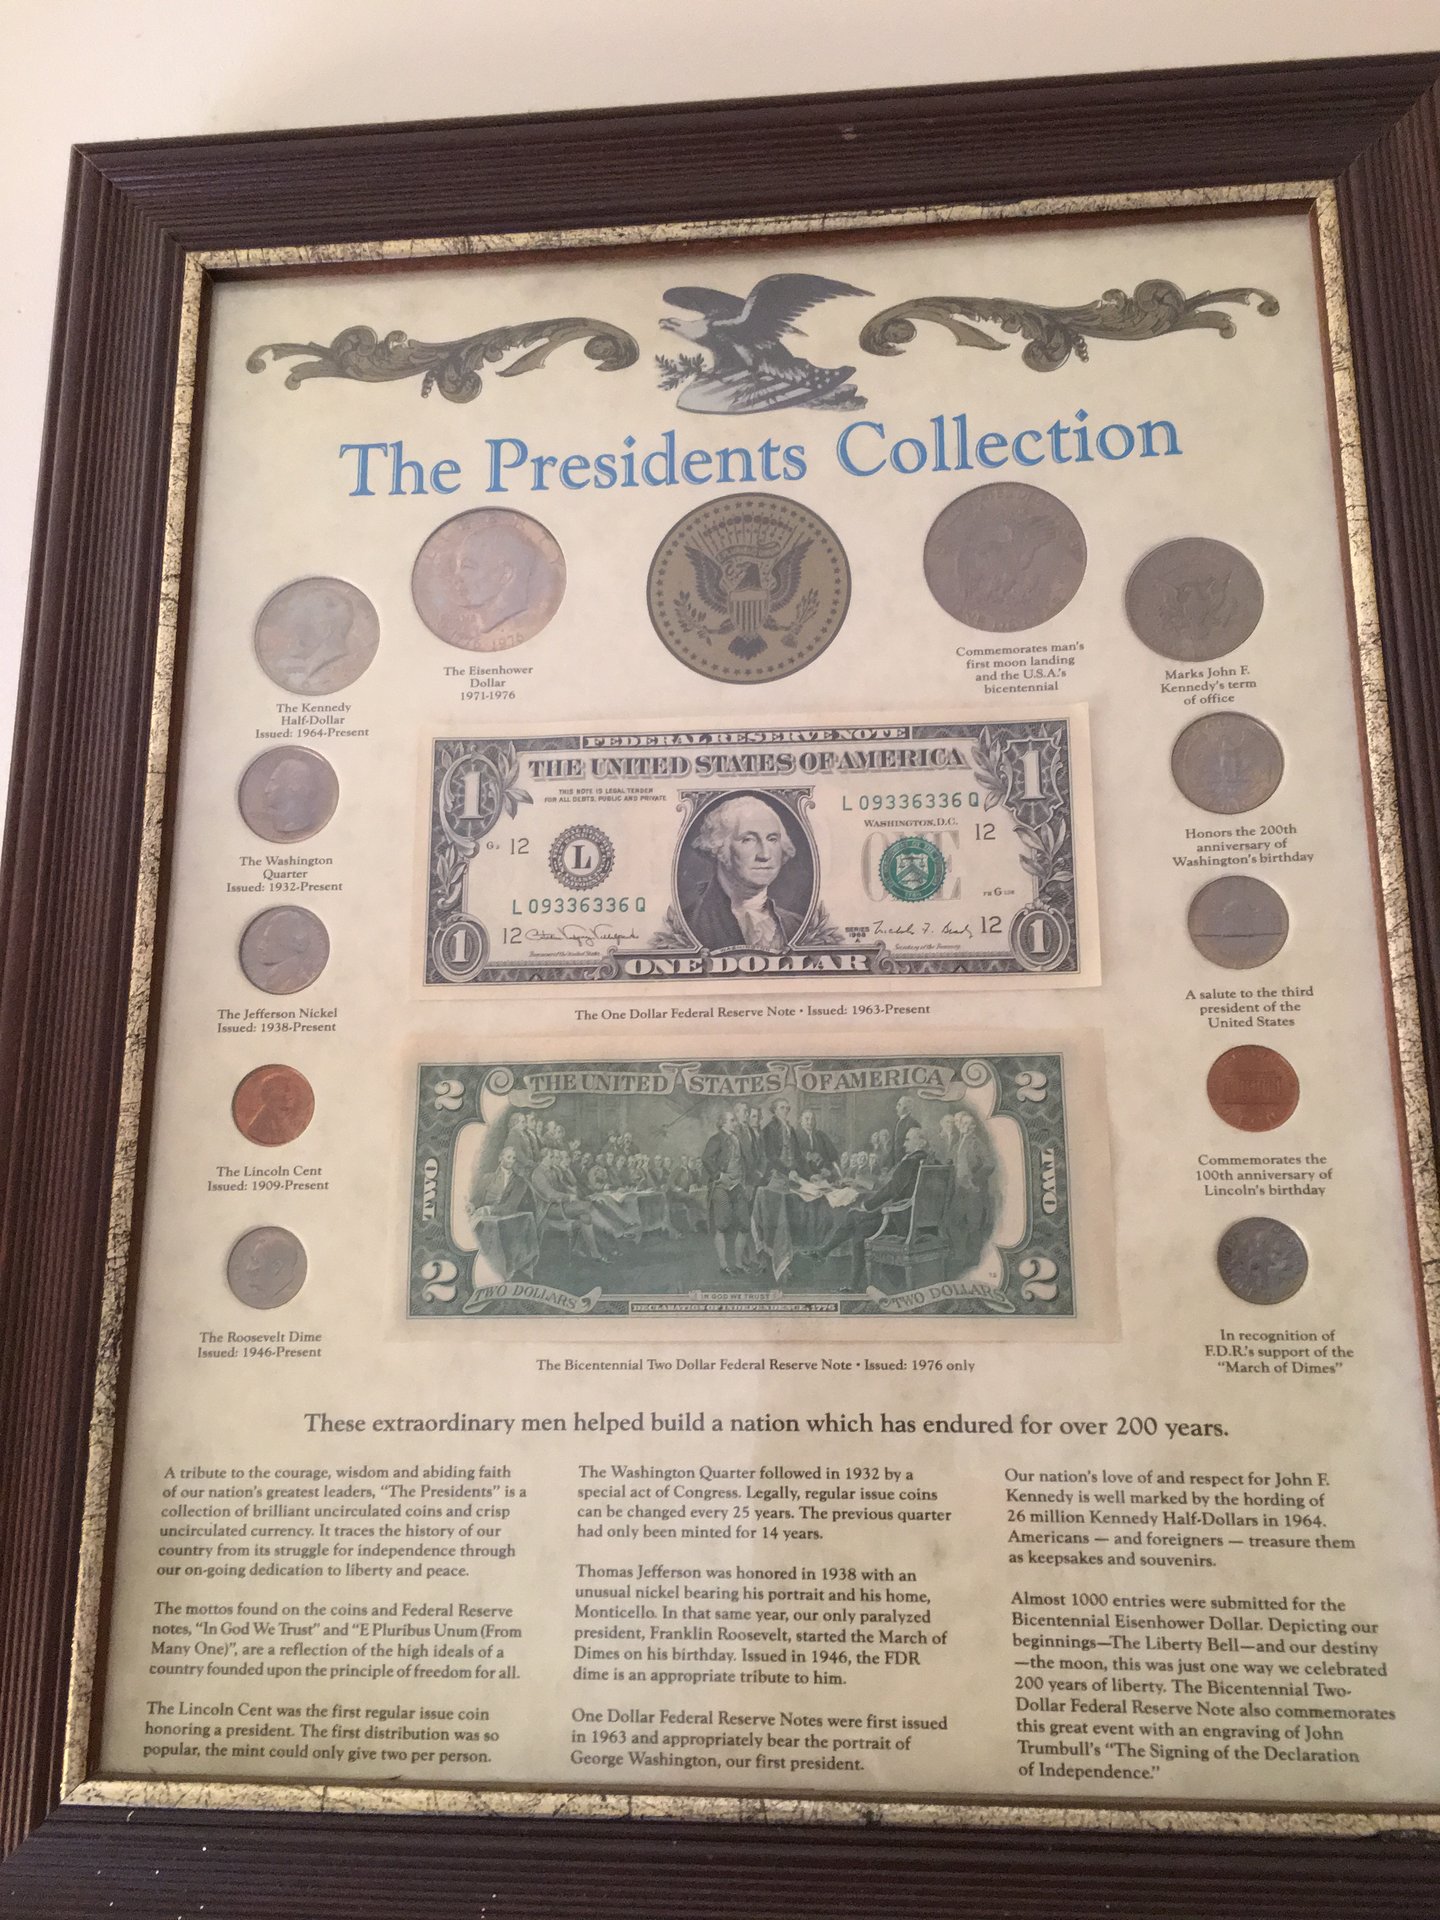 The Presidents Collection
The Eisenhower
Dollar
1971-1976
Commemorates man's
first moon landing
and the U.S.A.'s
bicentennial
The Kennedy
Half-Dollar
Issued: 1964-Present
Marks John F.
Kennedy's term
of office
The Washington
Quarter
Issued: 1932-Present
Honors the 200th
anniversary of
Washington's birthday
The Jefferson Nickel
Issued: 1938-Present
A salute to the third
president of the
United States
The Lincoln Cent
Issued: 1909-Present
Commemorates the
100th anniversary of
Lincoln's birthday
The Roosevelt Dime
Issued: 1946-Present
In recognition of
F.D.R.'s support of the
"March of Dimes"
FEDERAL RESERVE NOTE
THE UNITED STATES OF AMERICA
1
1
THIS NOTE IS LEGAL TENDER
FOR ALL DEBTS, PUBLIC AND PRIVATE
L 09336336 Q
WASHINGTON, D.C.
12
12
L
ONE
L 09336336 Q
12
12
SERIES
1988
A
WASHINGTON
1
1
ONE DOLLAR
The One Dollar Federal Reserve Note • Issued: 1963-Present
2
THE UNITED STATES OF AMERICA
2
TWO
TWO
2
TWO DOLLARS
IN GOD WE TRUST
TWO DOLLARS
2
DECLARATION OF INDEPENDENCE, 1776
The Bicentennial Two Dollar Federal Reserve Note • Issued: 1976 only
These extraordinary men helped build a nation which has endured for over 200 years.
A tribute to the courage, wisdom and abiding faith
of our nation's greatest leaders, "The Presidents" is a
collection of brilliant uncirculated coins and crisp
uncirculated currency. It traces the history of our
country from its struggle for independence through
our on-going dedication to liberty and peace.
The mottos found on the coins and Federal Reserve
notes, "In God We Trust" and "E Pluribus Unum (From
Many One)", are a reflection of the high ideals of a
country founded upon the principle of freedom for all.
The Lincoln Cent was the first regular issue coin
honoring a president. The first distribution was so
popular, the mint could only give two per person.
The Washington Quarter followed in 1932 by a
special act of Congress. Legally, regular issue coins
can be changed every 25 years. The previous quarter
had only been minted for 14 years.
Thomas Jefferson was honored in 1938 with an
unusual nickel bearing his portrait and his home,
Monticello. In that same year, our only paralyzed
president, Franklin Roosevelt, started the March of
Dimes on his birthday. Issued in 1946, the FDR
dime is an appropriate tribute to him.
One Dollar Federal Reserve Notes were first issued
in 1963 and appropriately bear the portrait of
George Washington, our first president.
Our nation's love of and respect for John F.
Kennedy is well marked by the hording of
26 million Kennedy Half-Dollars in 1964.
Americans — and foreigners — treasure them
as keepsakes and souvenirs.
Almost 1000 entries were submitted for the
Bicentennial Eisenhower Dollar. Depicting our
beginnings—The Liberty Bell—and our destiny
—the moon, this was just one way we celebrated
200 years of liberty. The Bicentennial Two-
Dollar Federal Reserve Note also commemorates
this great event with an engraving of John
Trumbull's "The Signing of the Declaration
of Independence."